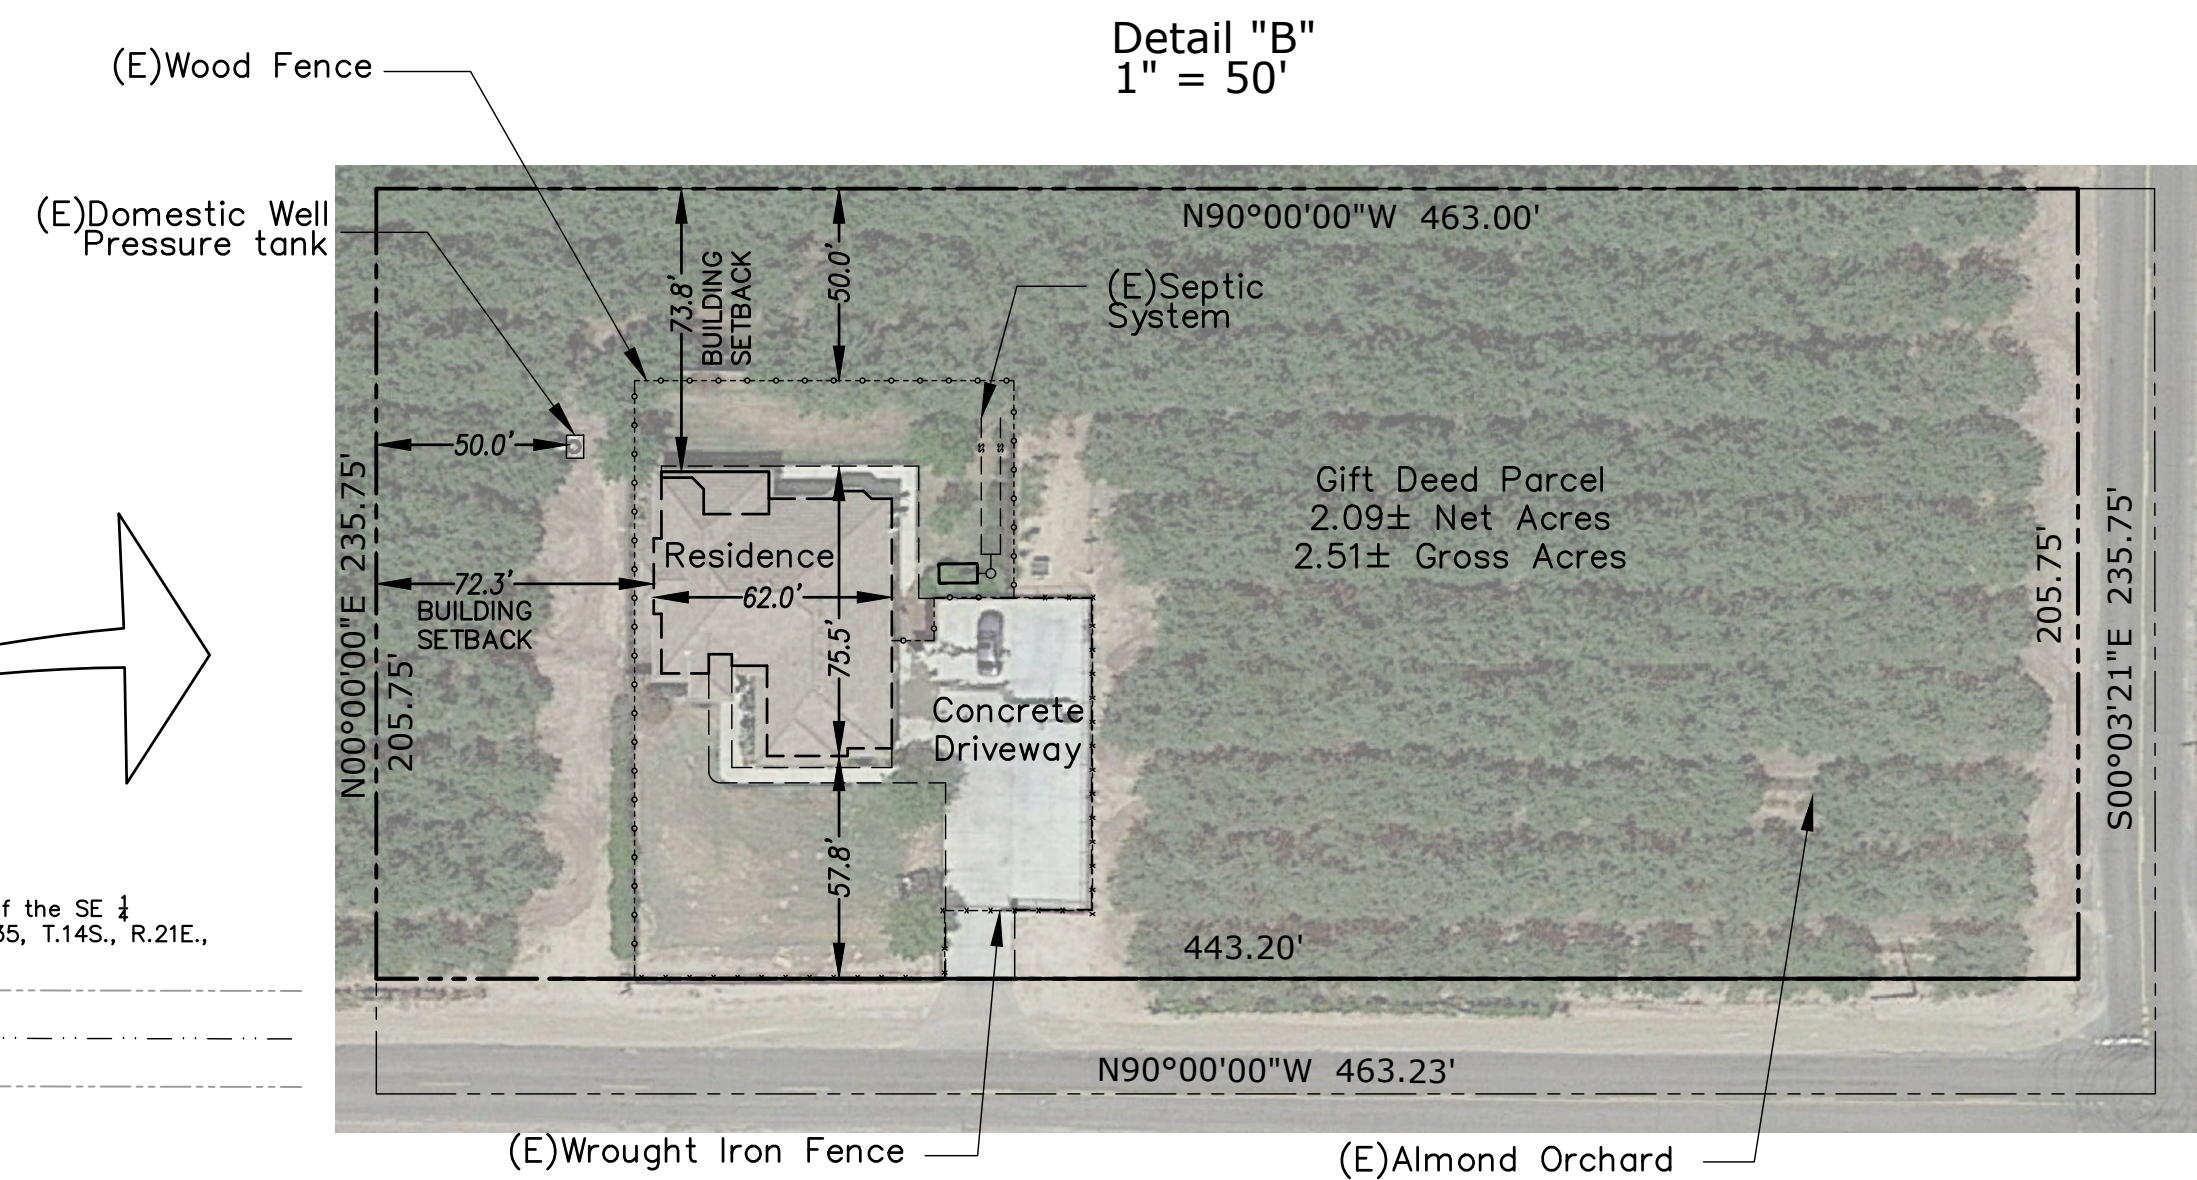 Detail "B"
1" = 50'
(E)Wood Fence
(E)Domestic Well
Pressure tank
N90°00'00"W 463.00'
73.8'
BUILDING
SETBACK
50.0'
(E)Septic
System
50.0'
N00°00'00"E 235.75'
205.75'
72.3'
BUILDING
SETBACK
Residence
62.0'
75.5'
ss
ss
Gift Deed Parcel
2.09± Net Acres
2.51± Gross Acres
205.75'
S00°03'21"E 235.75'
Concrete
Driveway
57.8'
443.20'
f the SE 1/4
35, T.14S., R.21E.,
N90°00'00"W 463.23'
(E)Wrought Iron Fence
(E)Almond Orchard